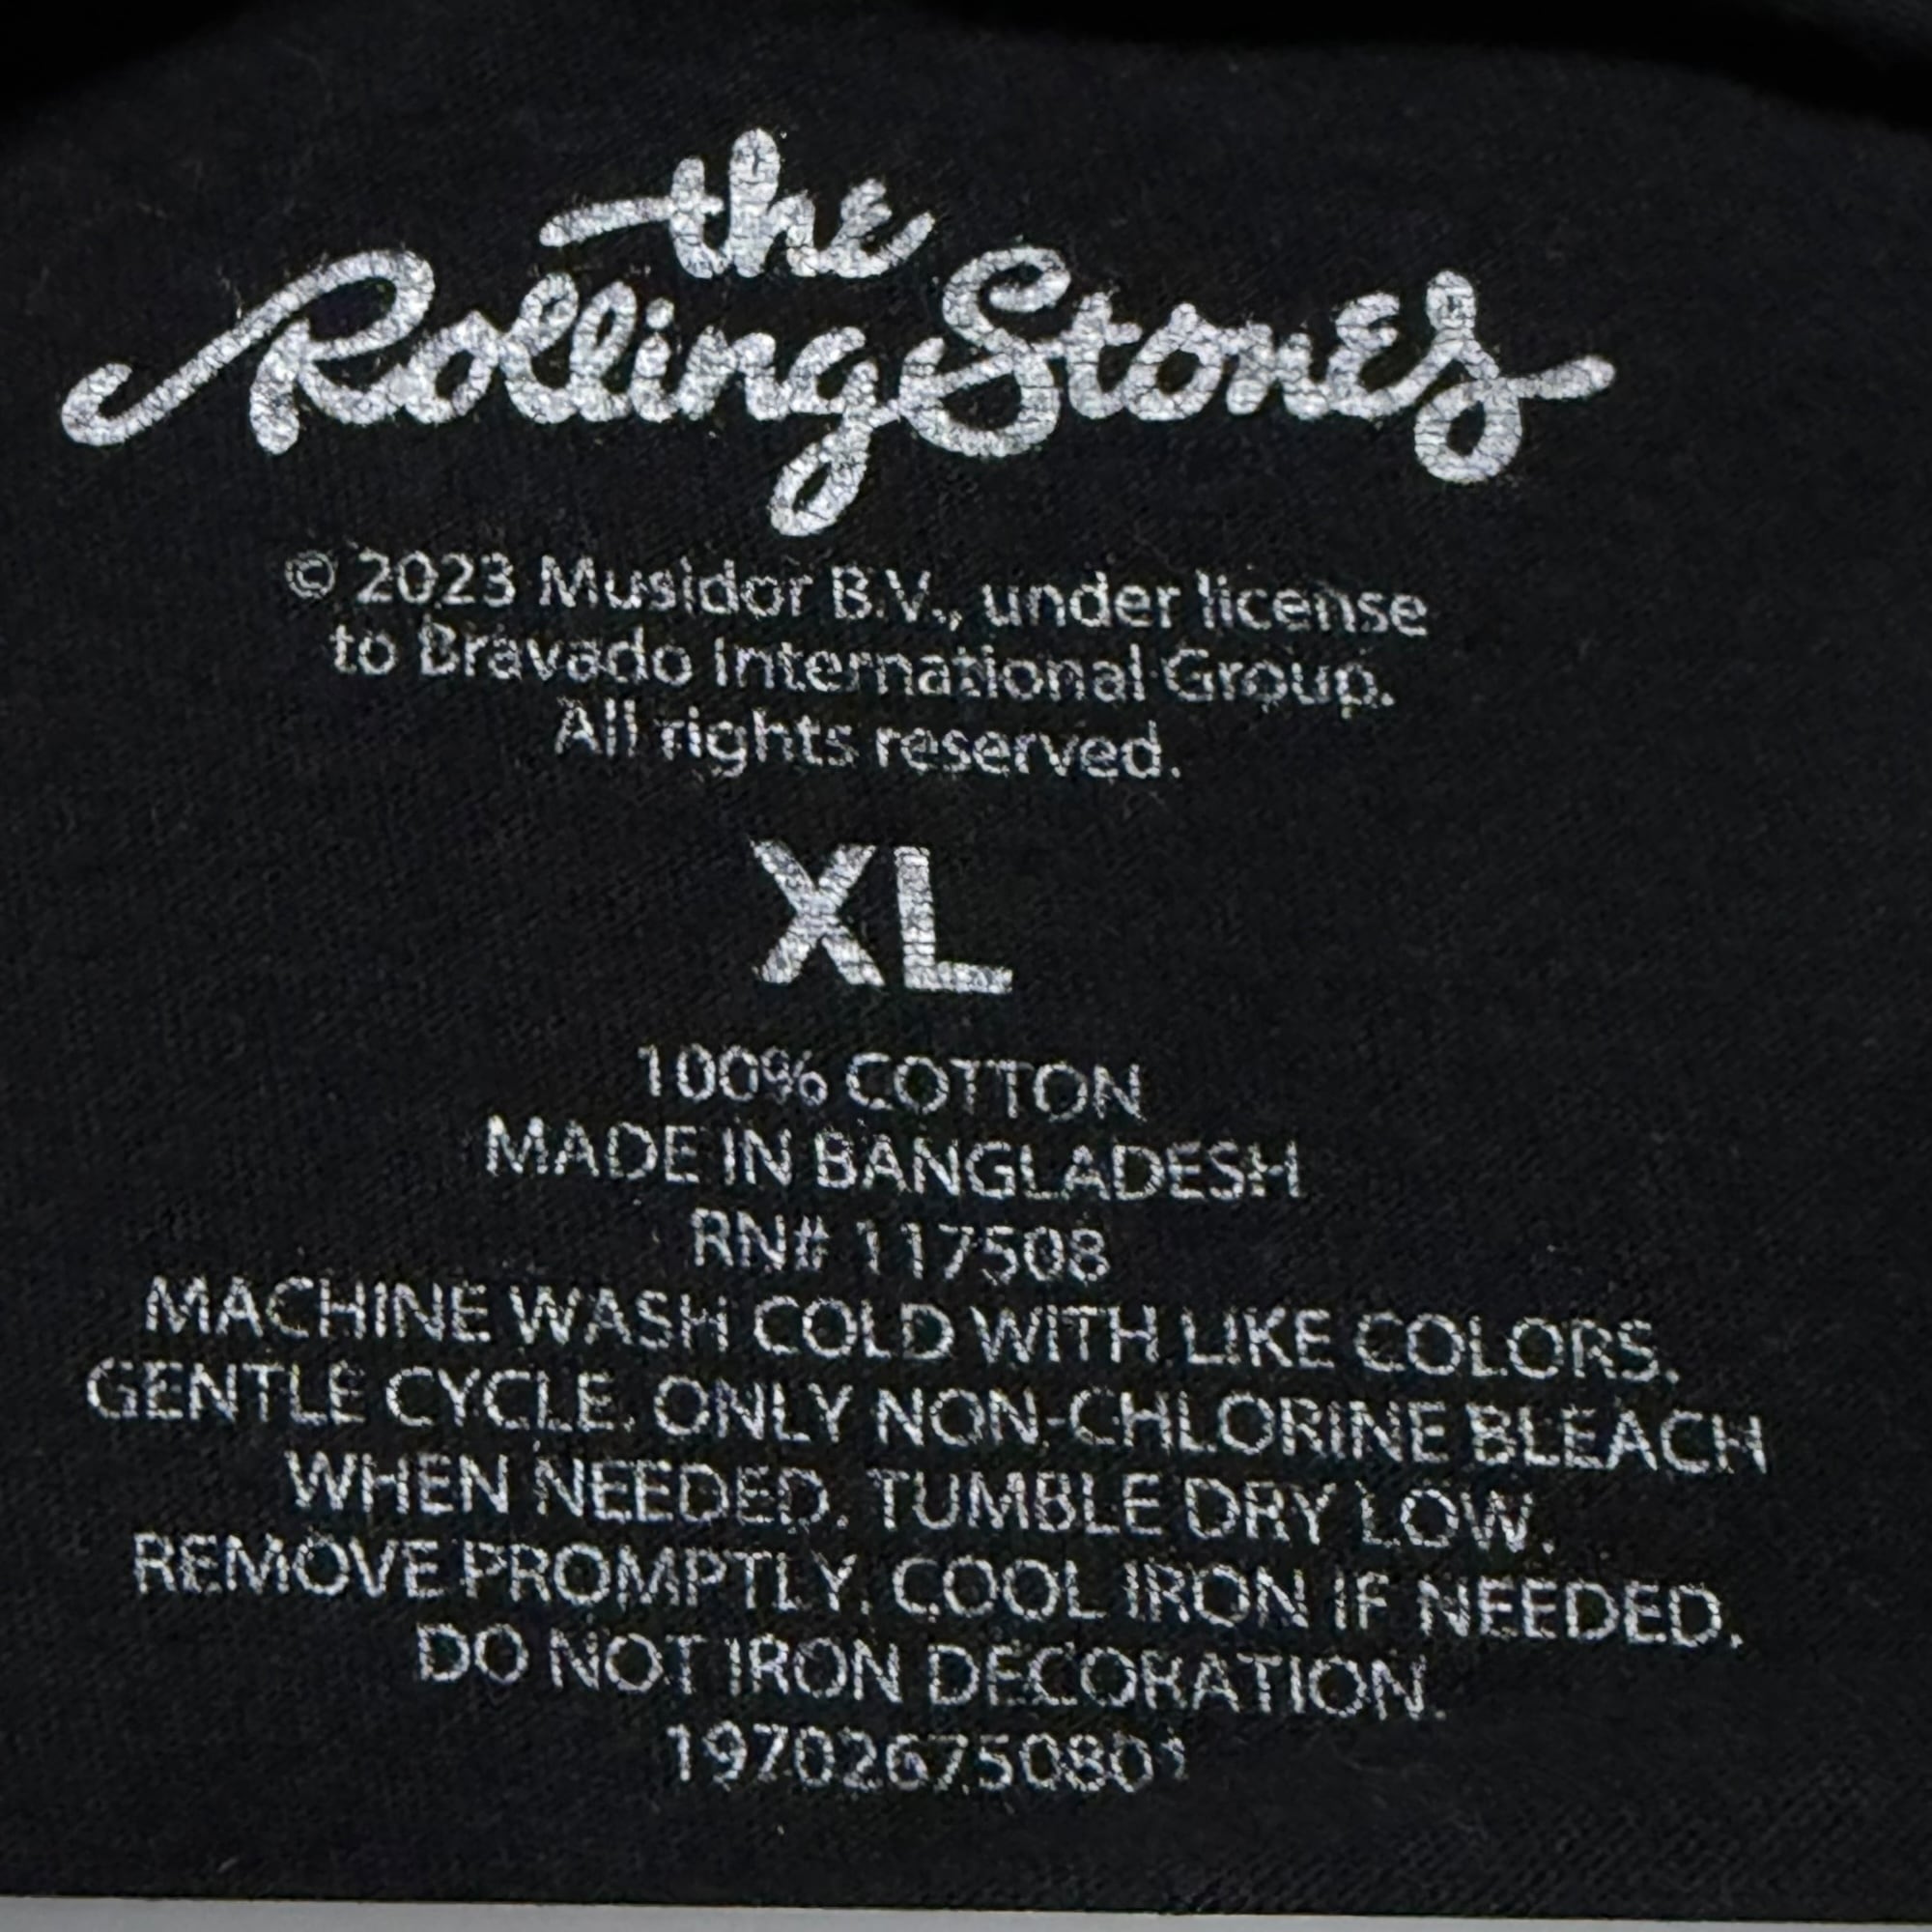 the
Rolling Stones
© 2023 Musidor B.V., under license
to Bravado International Group.
All rights reserved.
XL
100% COTTON
MADE IN BANGLADESH
RN# 117508
MACHINE WASH COLD WITH LIKE COLORS.
GENTLE CYCLE. ONLY NON-CHLORINE BLEACH
WHEN NEEDED. TUMBLE DRY LOW.
REMOVE PROMPTLY. COOL IRON IF NEEDED.
DO NOT IRON DECORATION.
197026750801